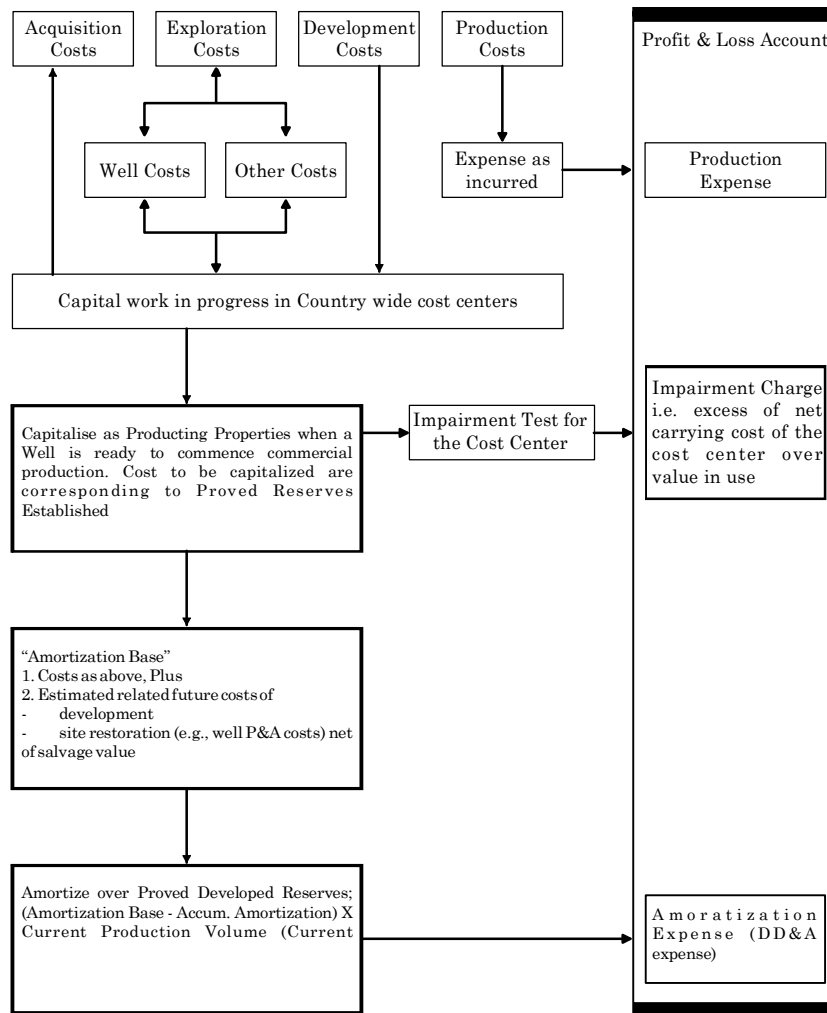 Acquisition
Costs
Exploration
Costs
Development
Costs
Production
Costs
Profit & Loss Account
Well Costs
Other Costs
Expense as
incurred
Production
Expense
Capital work in progress in Country wide cost centers
Capitalise as Producting Properties when a
Well is ready to commence commercial
production. Cost to be capitalized are
corresponding to Proved Reserves
Established
Impairment Test for
the Cost Center
Impairment Charge
i.e. excess of net
carrying cost of the
cost center over
value in use
“Amortization Base”
1. Costs as above, Plus
2. Estimated related future costs of
- development
- site restoration (e.g., well P&A costs) net
of salvage value
Amortize over Proved Developed Reserves;
(Amortization Base - Accum. Amortization) X
Current Production Volume (Current
Amoratization
Expense (DD&A
expense)